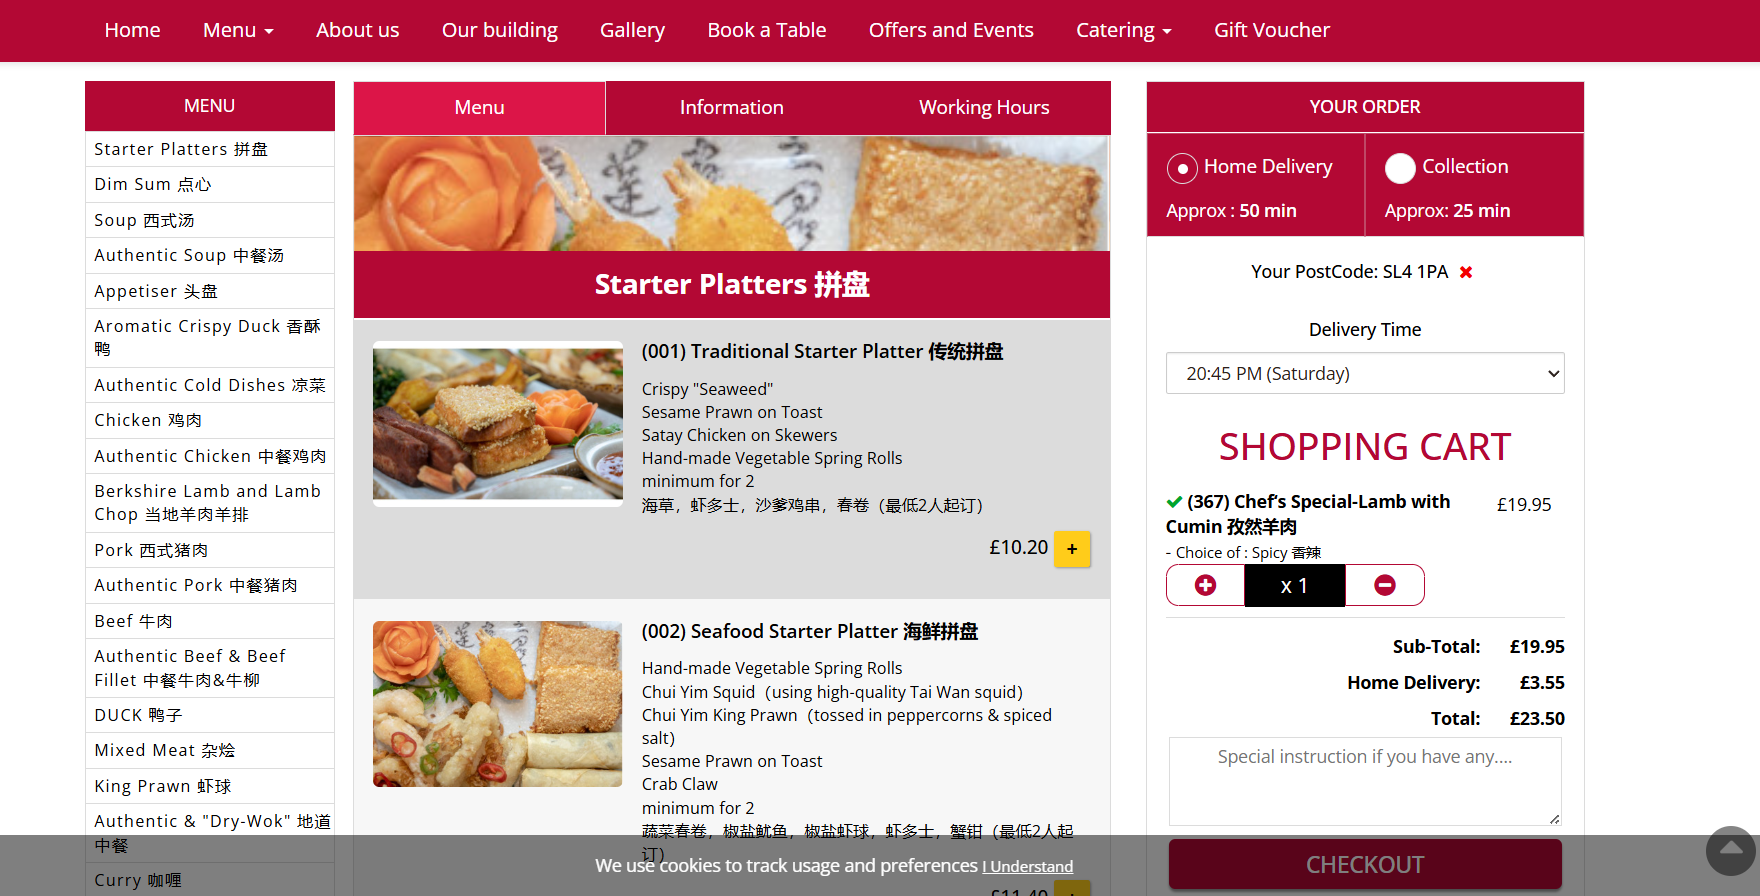 Home Menu About us Our building Gallery Book a Table Offers and Events Catering Gift Voucher
MENU
Starter Platters 拼盘
Dim Sum 点心
Soup 西式汤
Authentic Soup 中餐汤
Appetiser 头盘
Aromatic Crispy Duck 香酥
鸭
Authentic Cold Dishes 凉菜
Chicken 鸡肉
Authentic Chicken 中餐鸡肉
Berkshire Lamb and Lamb
Chop 当地羊肉羊排
Pork 西式猪肉
Authentic Pork 中餐猪肉
Beef 牛肉
Authentic Beef & Beef
Fillet 中餐牛肉&牛柳
DUCK 鸭子
Mixed Meat 杂烩
King Prawn 虾球
Authentic & "Dry-Wok" 地道
中餐
Curry 咖喱
Menu Information Working Hours
Starter Platters 拼盘
(001) Traditional Starter Platter 传统拼盘
Crispy "Seaweed"
Sesame Prawn on Toast
Satay Chicken on Skewers
Hand-made Vegetable Spring Rolls
minimum for 2
海草，虾多士，沙爹鸡串，春卷（最低2人起订）
£10.20 +
(002) Seafood Starter Platter 海鲜拼盘
Hand-made Vegetable Spring Rolls
Chui Yim Squid（using high-quality Tai Wan squid）
Chui Yim King Prawn（tossed in peppercorns & spiced
salt）
Sesame Prawn on Toast
Crab Claw
minimum for 2
蔬菜春卷，椒盐鱿鱼，椒盐虾球，虾多士，蟹钳（最低2人起
订）
£11.40 +
YOUR ORDER
Home Delivery
Approx : 50 min
Collection
Approx: 25 min
Your PostCode: SL4 1PA
Delivery Time
20:45 PM (Saturday)
SHOPPING CART
(367) Chef’s Special-Lamb with
Cumin 孜然羊肉
£19.95
- Choice of : Spicy 香辣
x 1
Sub-Total: £19.95
Home Delivery: £3.55
Total: £23.50
Special instruction if you have any....
CHECKOUT
We use cookies to track usage and preferences I Understand